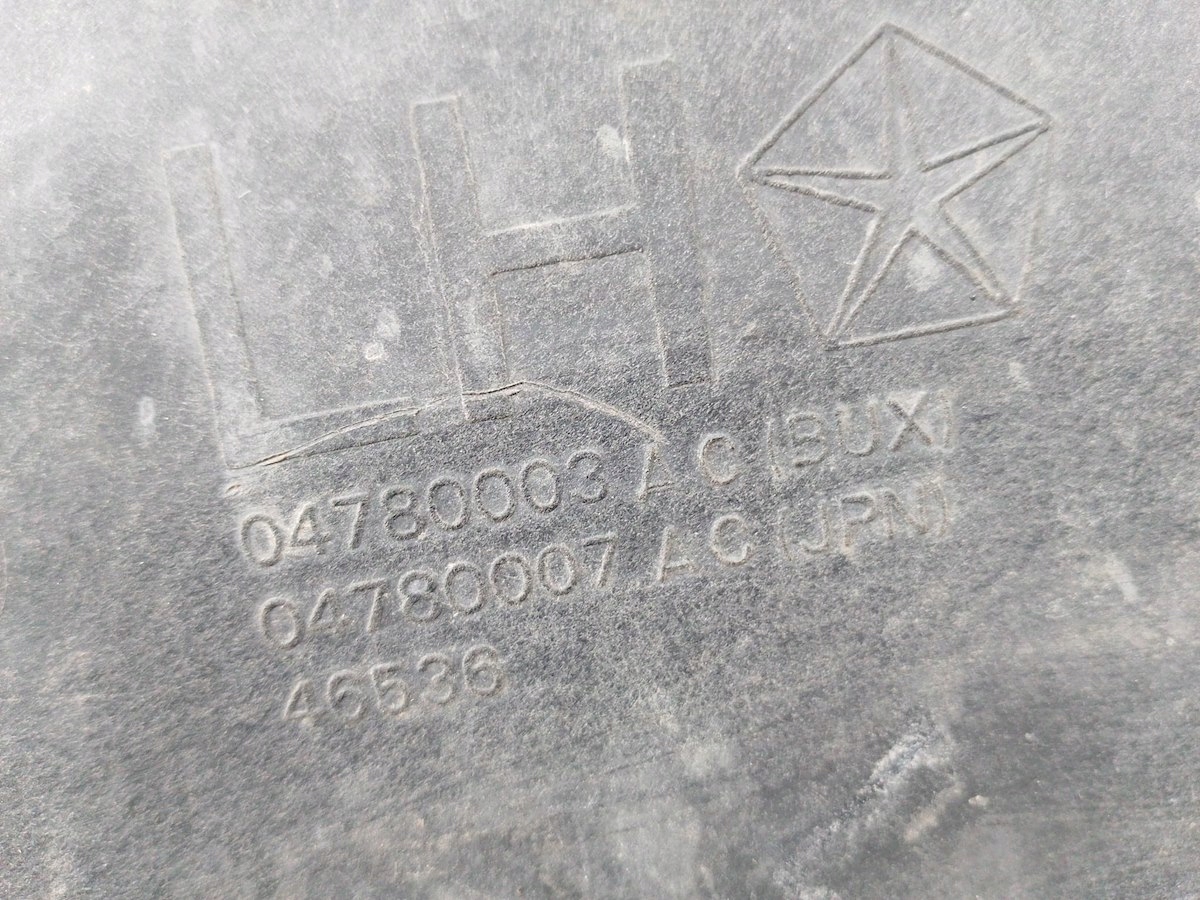 LH
04780003 AC (BUX)
04780007 AC (JPN)
46536